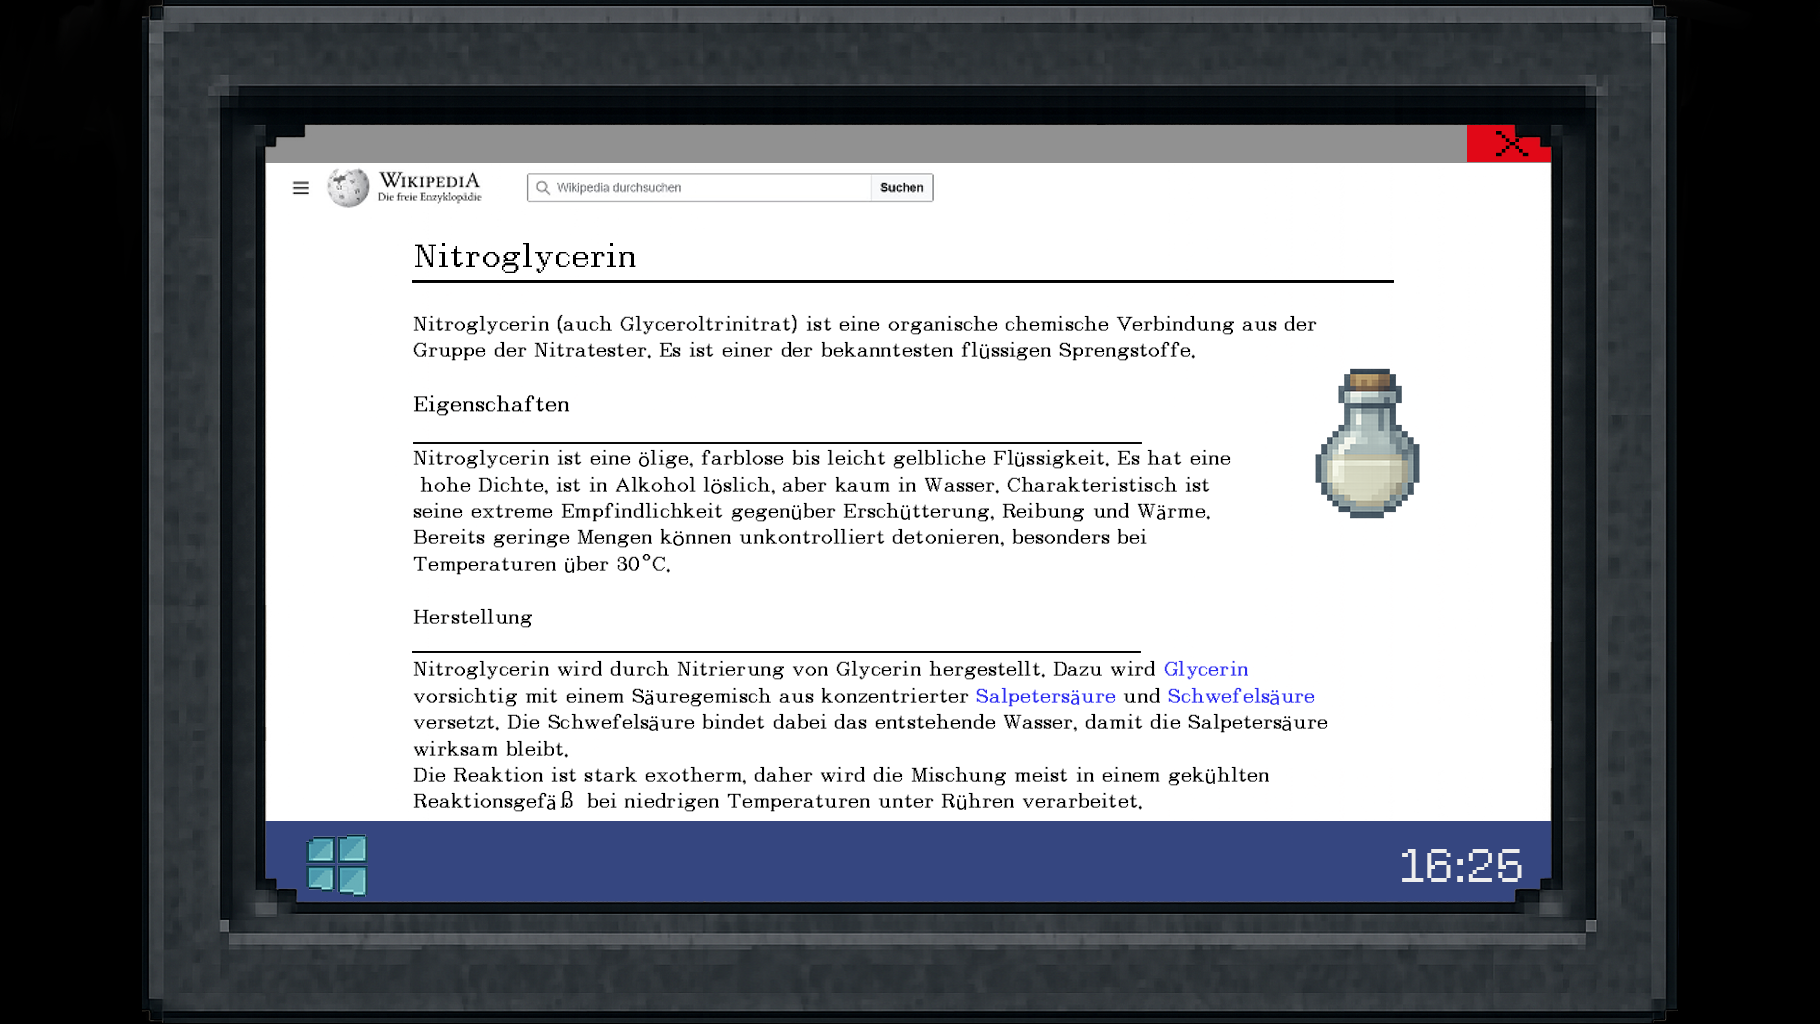 WIKIPEDIA
Die freie Enzyklopädie
Wikipedia durchsuchen
Suchen
Nitroglycerin
Nitroglycerin (auch Glyceroltrinitrat) ist eine organische chemische Verbindung aus der
Gruppe der Nitratester. Es ist einer der bekanntesten flüssigen Sprengstoffe.
Eigenschaften
Nitroglycerin ist eine ölige, farblose bis leicht gelbliche Flüssigkeit. Es hat eine
hohe Dichte, ist in Alkohol löslich, aber kaum in Wasser. Charakteristisch ist
seine extreme Empfindlichkeit gegenüber Erschütterung, Reibung und Wärme.
Bereits geringe Mengen können unkontrolliert detonieren, besonders bei
Temperaturen über 30°C.
Herstellung
Nitroglycerin wird durch Nitrierung von Glycerin hergestellt. Dazu wird Glycerin
vorsichtig mit einem Säuregemisch aus konzentrierter Salpetersäure und Schwefelsäure
versetzt. Die Schwefelsäure bindet dabei das entstehende Wasser, damit die Salpetersäure
wirksam bleibt.
Die Reaktion ist stark exotherm, daher wird die Mischung meist in einem gekühlten
Reaktionsgefäß bei niedrigen Temperaturen unter Rühren verarbeitet.
16:25